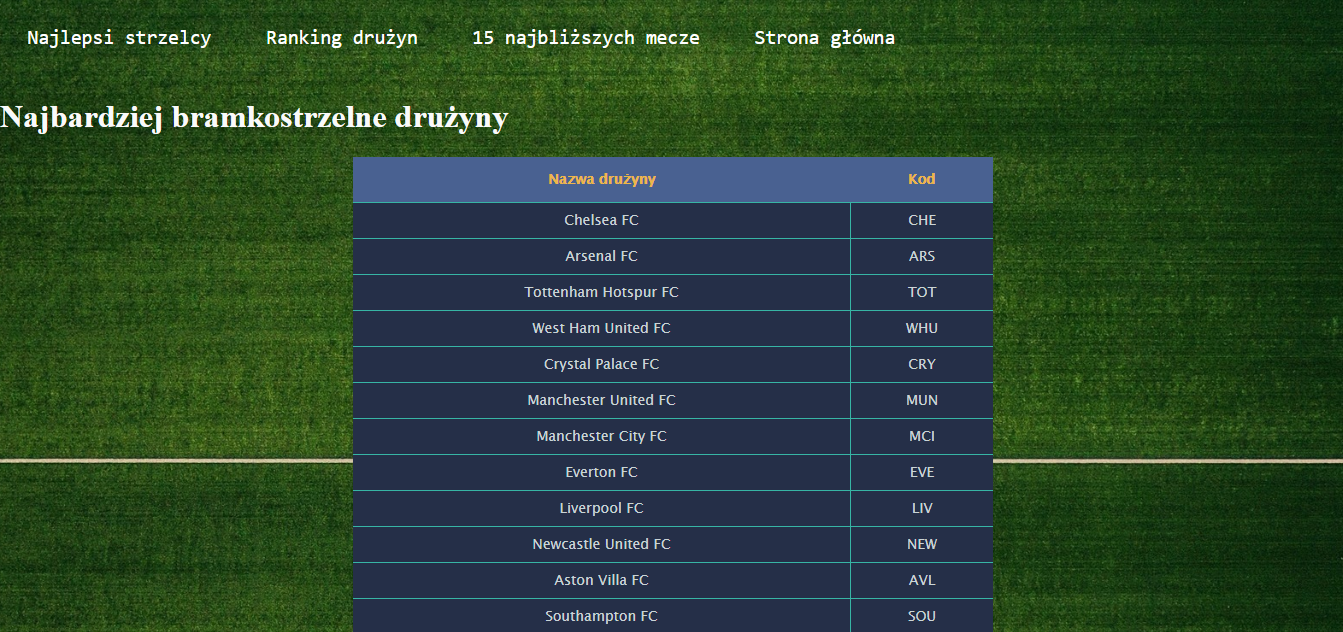 Najlepsi strzelcy Ranking drużyn 15 najbliższych mecze Strona główna
Najbardziej bramkostrzelne drużyny
Nazwa drużyny Kod
Chelsea FC CHE
Arsenal FC ARS
Tottenham Hotspur FC TOT
West Ham United FC WHU
Crystal Palace FC CRY
Manchester United FC MUN
Manchester City FC MCI
Everton FC EVE
Liverpool FC LIV
Newcastle United FC NEW
Aston Villa FC AVL
Southampton FC SOU